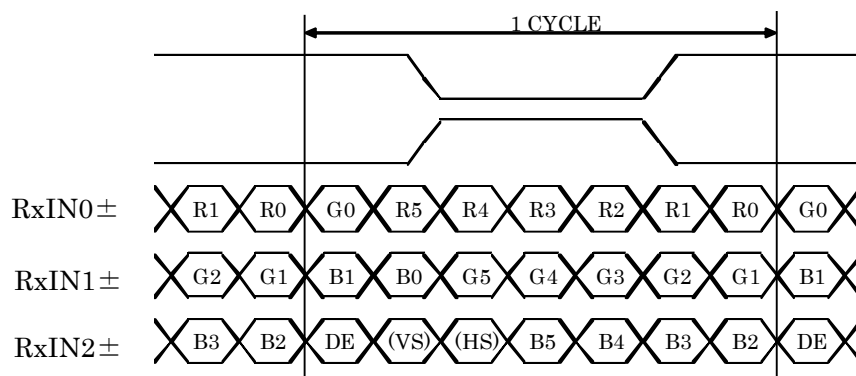 1 CYCLE
RxIN0± R1 R0 G0 R5 R4 R3 R2 R1 R0 G0
RxIN1± G2 G1 B1 B0 G5 G4 G3 G2 G1 B1
RxIN2± B3 B2 DE (VS) (HS) B5 B4 B3 B2 DE